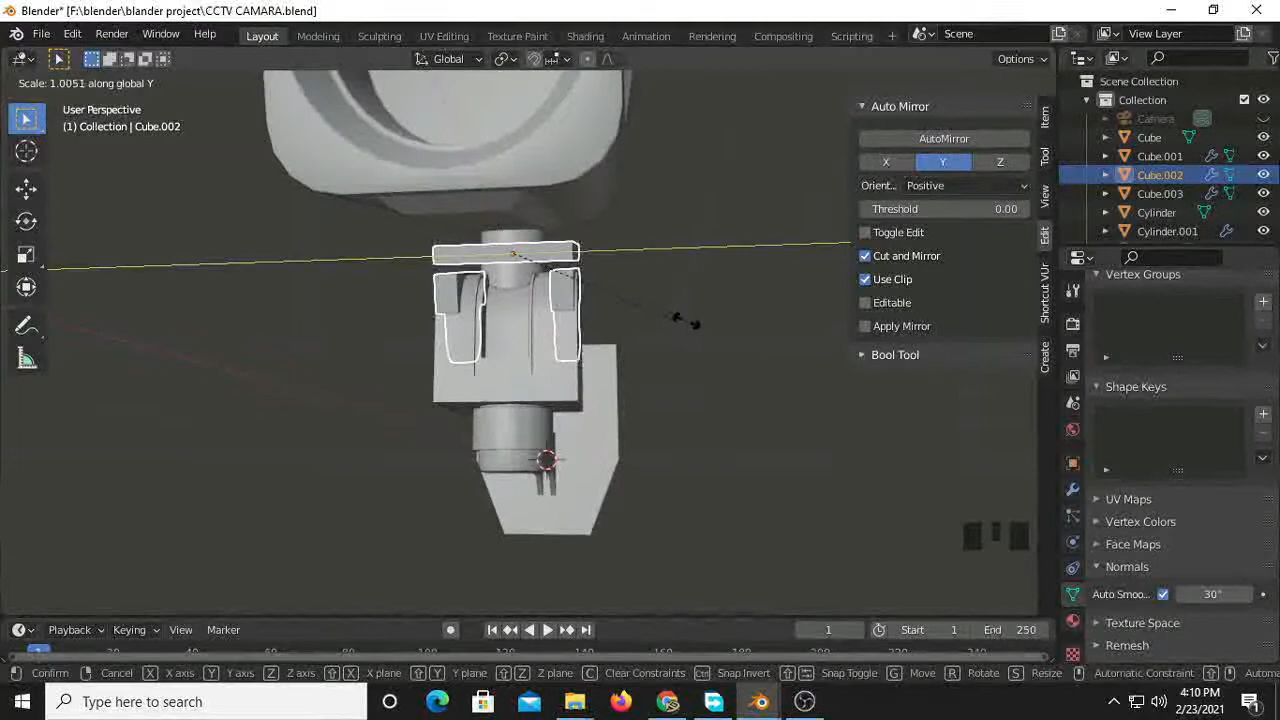 Blender* [F:\blender\blander project\CCTV CAMARA.blend]
File Edit Render Window Help Layout Modeling Sculpting UV Editing Texture Paint Shading Animation Rendering Compositing Scripting Scene View Layer
Global Options
Scale: 1.0051 along global Y
User Perspective
(1) Collection | Cube.002
Scene Collection
Collection
Camera
Cube
Cube.001
Cube.002
Cube.003
Cylinder
Cylinder.001
Auto Mirror
AutoMirror
X Y Z
Orient.. Positive
Threshold 0.00
Toggle Edit
Cut and Mirror
Use Clip
Editable
Apply Mirror
Bool Tool
Item
Tool
View
Edit
Shortcut VUr
Create
Vertex Groups
Shape Keys
UV Maps
Vertex Colors
Face Maps
Normals
Auto Smoo... 30°
Texture Space
Remesh
Playback Keying View Marker 1 Start 1 End 250
Confirm Cancel X X axis Y Y axis Z Z axis X X plane Y Y plane Z Z plane C Clear Constraints Ctrl Snap Invert Snap Toggle G Move R Rotate S Resize Automatic Constraint Automat
Type here to search
4:10 PM
2/23/2021